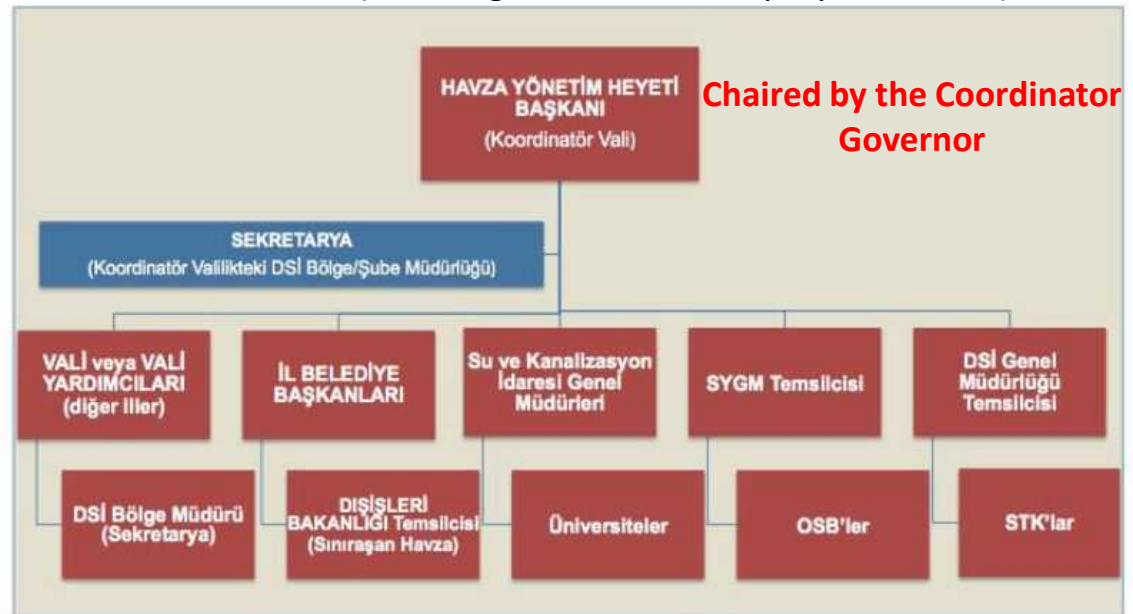 HAVZA YÖNETİM HEYETİ
BAŞKANI
(Koordinatör Vali)
Chaired by the Coordinator
Governor
SEKRETARYA
(Koordinatör Valilikteki DSİ Bölge/Şube Müdürlüğü)
VALİ veya VALİ
YARDIMCILARI
(diğer iller)
İL BELEDİYE
BAŞKANLARI
Su ve Kanalizasyon
İdaresi Genel
Müdürleri
SYGM Temsilcisi
DSİ Genel
Müdürlüğü
Temsilcisi
DSİ Bölge Müdürü
(Sekretarya)
DIŞİŞLERİ
BAKANLIĞI Temsilcisi
(Sınıraşan Havza)
Üniversiteler
OSB'ler
STK'lar